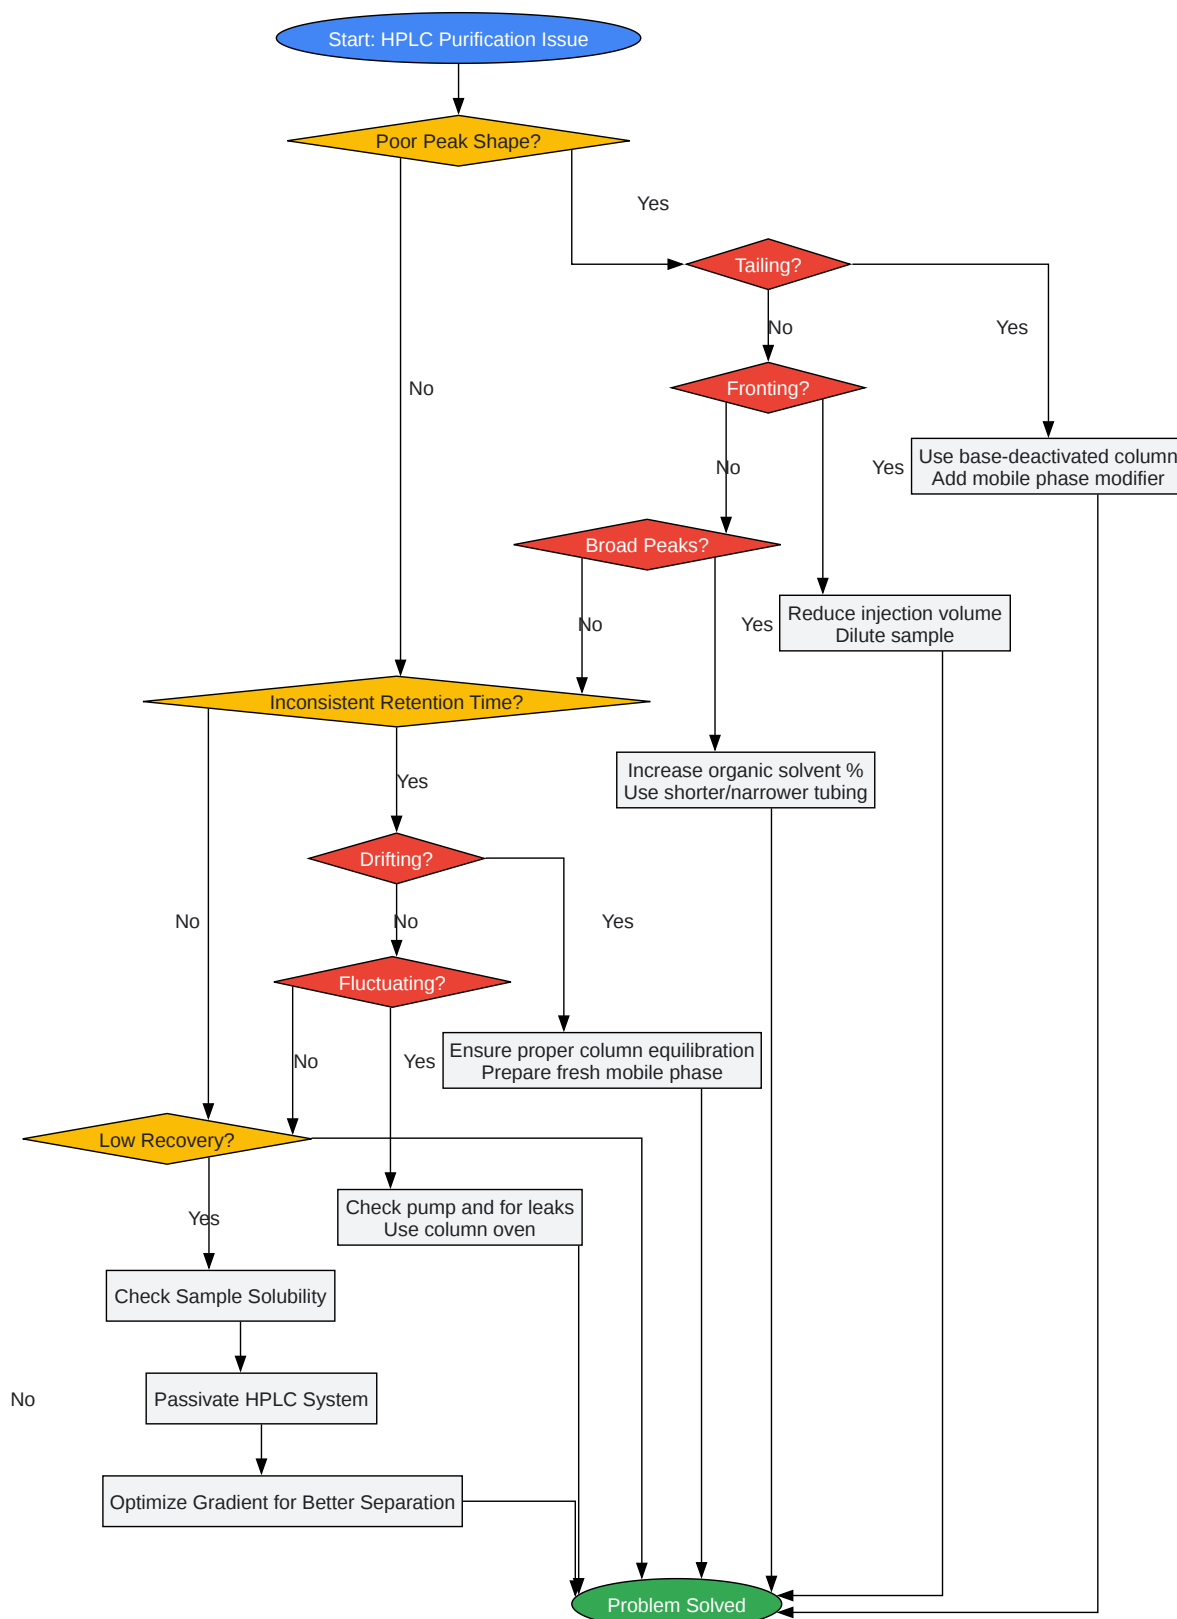 Start: HPLC Purification Issue
Poor Peak Shape?
Yes
Tailing?
No
Yes
Fronting?
No
No
Yes
Use base-deactivated column
Add mobile phase modifier
Broad Peaks?
No
Yes
Reduce injection volume
Dilute sample
Inconsistent Retention Time?
Yes
Increase organic solvent %
Use shorter/narrower tubing
Drifting?
No
No
Yes
Fluctuating?
No
Yes
Ensure proper column equilibration
Prepare fresh mobile phase
Low Recovery?
Yes
Check pump and for leaks
Use column oven
Check Sample Solubility
No
Passivate HPLC System
Optimize Gradient for Better Separation
Problem Solved